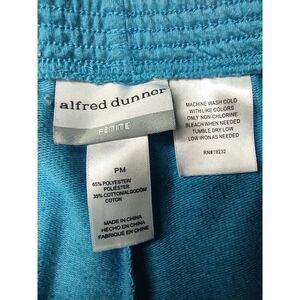 alfred dunner
PETITE
PM
65% POLYESTER/
POLIÉSTER
35% COTTON/ALGODÓN/
COTON
MADE IN CHINA
HECHO EN CHINA
FABRIQUÉ EN CHINE
MACHINE WASH COLD
WITH LIKE COLORS
ONLY NON-CHLORINE
BLEACH WHEN NEEDED
TUMBLE DRY LOW
LOW IRON AS NEEDED
RN#19232